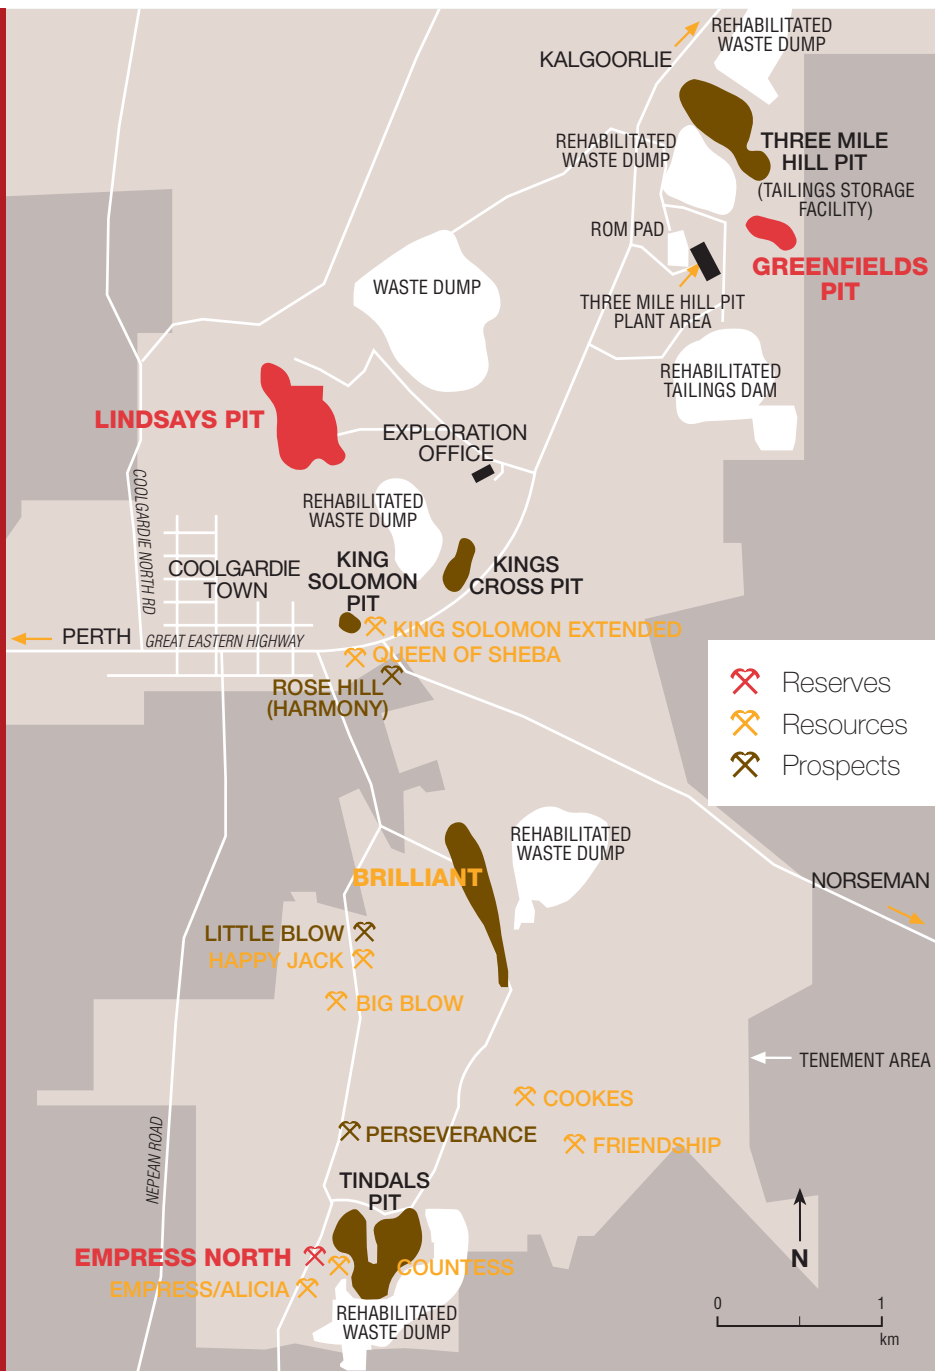 REHABILITATED
WASTE DUMP
KALGOORLIE
REHABILITATED
WASTE DUMP
THREE MILE
HILL PIT
(TAILINGS STORAGE
FACILITY)
ROM PAD
GREENFIELDS
PIT
WASTE DUMP
THREE MILE HILL PIT
PLANT AREA
REHABILITATED
TAILINGS DAM
LINDSAYS PIT
EXPLORATION
OFFICE
COOLGARDIE NORTH RD
REHABILITATED
WASTE DUMP
KING
SOLOMON
PIT
KINGS
CROSS PIT
COOLGARDIE
TOWN
KING SOLOMON EXTENDED
PERTH
GREAT EASTERN HIGHWAY
QUEEN OF SHEBA
ROSE HILL
(HARMONY)
Reserves
Resources
Prospects
REHABILITATED
WASTE DUMP
BRILLIANT
NORSEMAN
LITTLE BLOW
HAPPY JACK
BIG BLOW
TENEMENT AREA
COOKES
PERSEVERANCE
FRIENDSHIP
NEPEAN ROAD
TINDALS
PIT
EMPRESS NORTH
COUNTESS
EMPRESS/ALICIA
REHABILITATED
WASTE DUMP
N
0 1
km